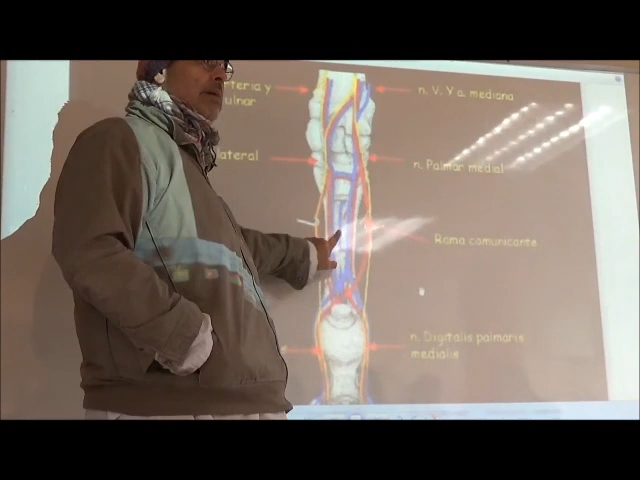 arteria y
ulnar
n. V. Y a. mediana
lateral
n. Palmar medial
Rama comunicante
n. Digitalis palmaris
medialis